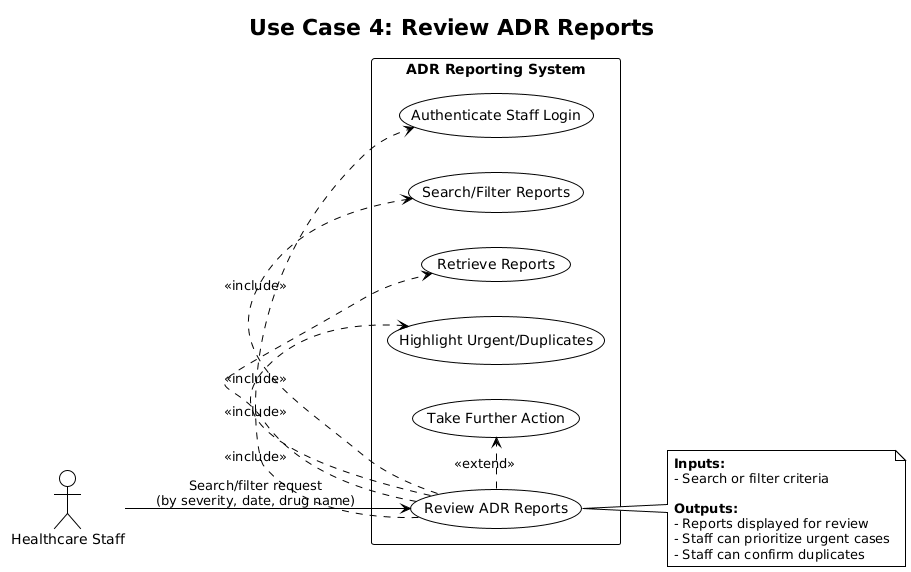 Use Case 4: Review ADR Reports
ADR Reporting System
Authenticate Staff Login
Search/Filter Reports
Retrieve Reports
«include»
Highlight Urgent/Duplicates
«include»
«include»
Take Further Action
«include»
«extend»
Search/filter request
(by severity, date, drug name)
Review ADR Reports
Healthcare Staff
Inputs:
- Search or filter criteria
Outputs:
- Reports displayed for review
- Staff can prioritize urgent cases
- Staff can confirm duplicates